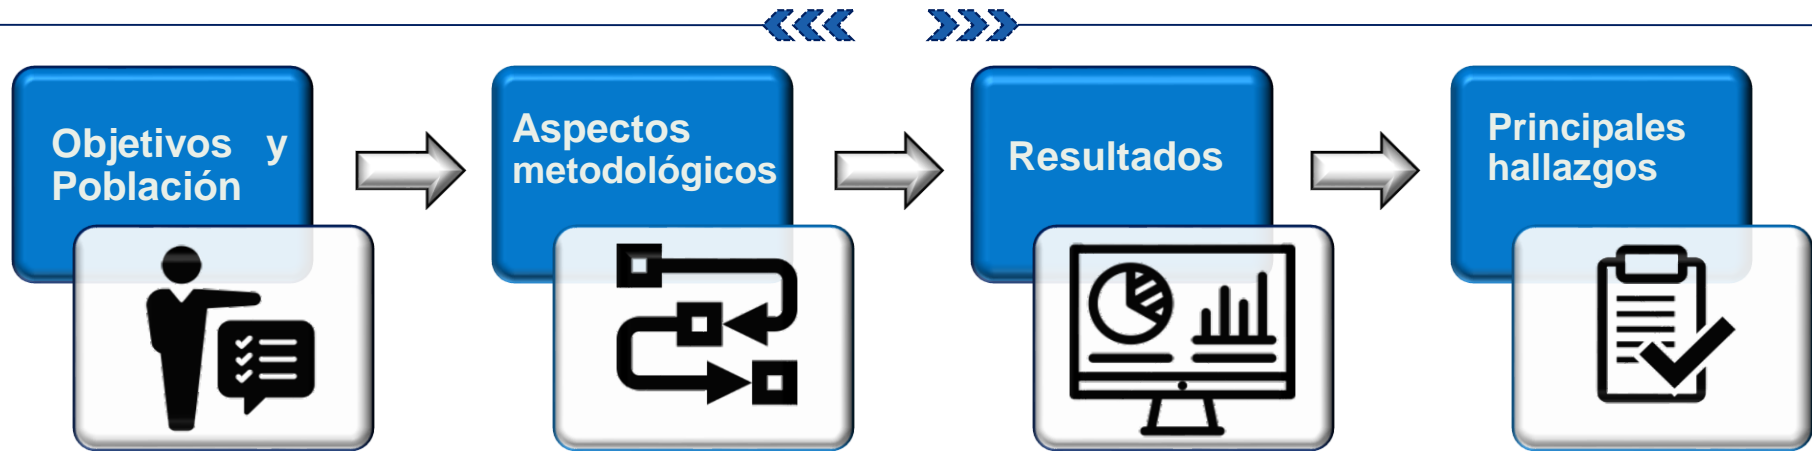 Objetivos y
Población
Aspectos
metodológicos
Resultados
Principales
hallazgos